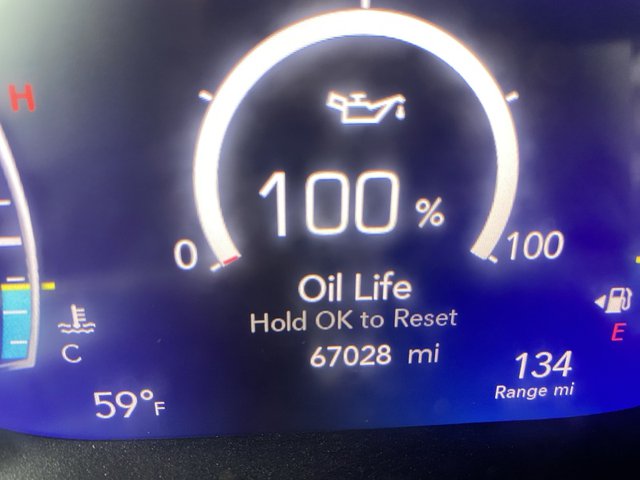 H
100 %
0
100
Oil Life
Hold OK to Reset
67028 mi
C
E
134
Range mi
59°F